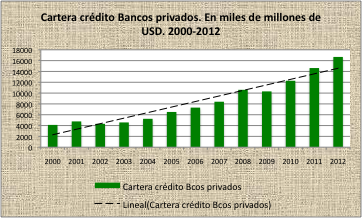 Cartera crédito Bancos privados. En miles de millones de
USD. 2000-2012
18000
16000
14000
12000
10000
8000
6000
4000
2000
0
2000 2001 2002 2003 2004 2005 2006 2007 2008 2009 2010 2011 2012
Cartera crédito Bcos privados
Lineal(Cartera crédito Bcos privados)